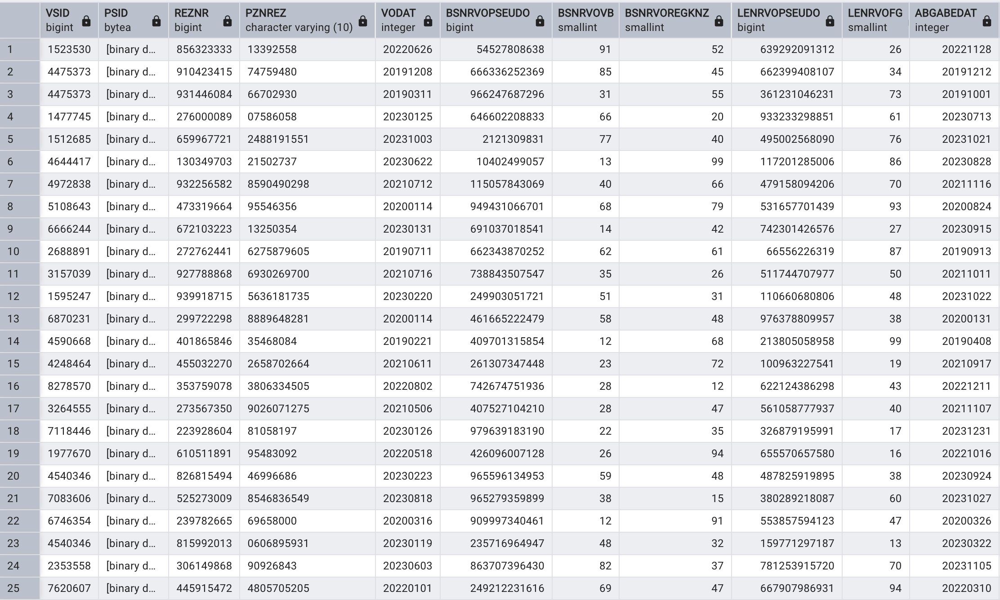 VSID PSID REZNR PZNREZ VODAT BSNRVOPSEUDO BSNRVOVB BSNRVOREGKNZ LENRVOPSEUDO LENRVOFG ABGABEDAT
bigint bytea bigint character varying (10) integer bigint smallint smallint bigint smallint integer
1 1523530 [binary d... 856323333 13392558 20220626 54527808638 91 52 639292091312 26 20221128
2 4475373 [binary d... 910423415 74759480 20191208 666336252369 85 45 662399408107 34 20191212
3 4475373 [binary d... 931446084 66702930 20190311 966247687296 31 55 361231046231 73 20191001
4 1477745 [binary d... 276000089 07586058 20230125 646602208833 66 20 933233298851 61 20230713
5 1512685 [binary d... 659967721 2488191551 20231003 2121309831 77 40 495002568090 76 20231021
6 4644417 [binary d... 130349703 21502737 20230622 10402499057 13 99 117201285006 86 20230828
7 4972838 [binary d... 932256582 8590490298 20210712 115057843069 40 66 479158094206 70 20211116
8 5108643 [binary d... 473319664 95546356 20200114 949431066701 68 79 531657701439 93 20200824
9 6666244 [binary d... 672103223 13250354 20230131 691037018541 14 42 742301426576 27 20230915
10 2688891 [binary d... 272762441 6275879605 20190711 662343870252 62 61 66556226319 87 20190913
11 3157039 [binary d... 927788868 6930269700 20210716 738843507547 35 26 511744707977 50 20211011
12 1595247 [binary d... 939918715 5636181735 20230220 249903051721 51 31 110660680806 48 20231022
13 6870231 [binary d... 299722298 8889648281 20200114 461665222479 58 48 976378809957 38 20200131
14 4590668 [binary d... 401865846 35468084 20190221 409701315854 12 68 213805058958 99 20190408
15 4248464 [binary d... 455032270 2658702664 20210611 261307347448 23 72 100963227541 19 20210917
16 8278570 [binary d... 353759078 3806334505 20220802 742674751936 28 12 622124386298 43 20221211
17 3264555 [binary d... 273567350 9026071275 20210506 407527104210 28 47 561058777937 40 20211107
18 7118446 [binary d... 223928604 81058197 20230126 979639183190 22 35 326879195991 17 20231231
19 1977670 [binary d... 610511891 95483092 20220518 426096007128 26 94 655570657580 16 20221016
20 4540346 [binary d... 826815494 46996686 20230223 965596134953 59 48 487825919895 38 20230924
21 7083606 [binary d... 525273009 8546836549 20230818 965279359899 38 15 380289218087 60 20231027
22 6746354 [binary d... 239782665 69658000 20200316 909997340461 12 91 553857594123 47 20200326
23 4540346 [binary d... 815992013 0606895931 20230119 235716964947 48 32 159771297187 13 20230322
24 2353558 [binary d... 306149868 90926843 20230603 863707396430 82 37 781253915720 70 20231105
25 7620607 [binary d... 445915472 4805705205 20220101 249212231616 69 47 667907986931 94 20220310